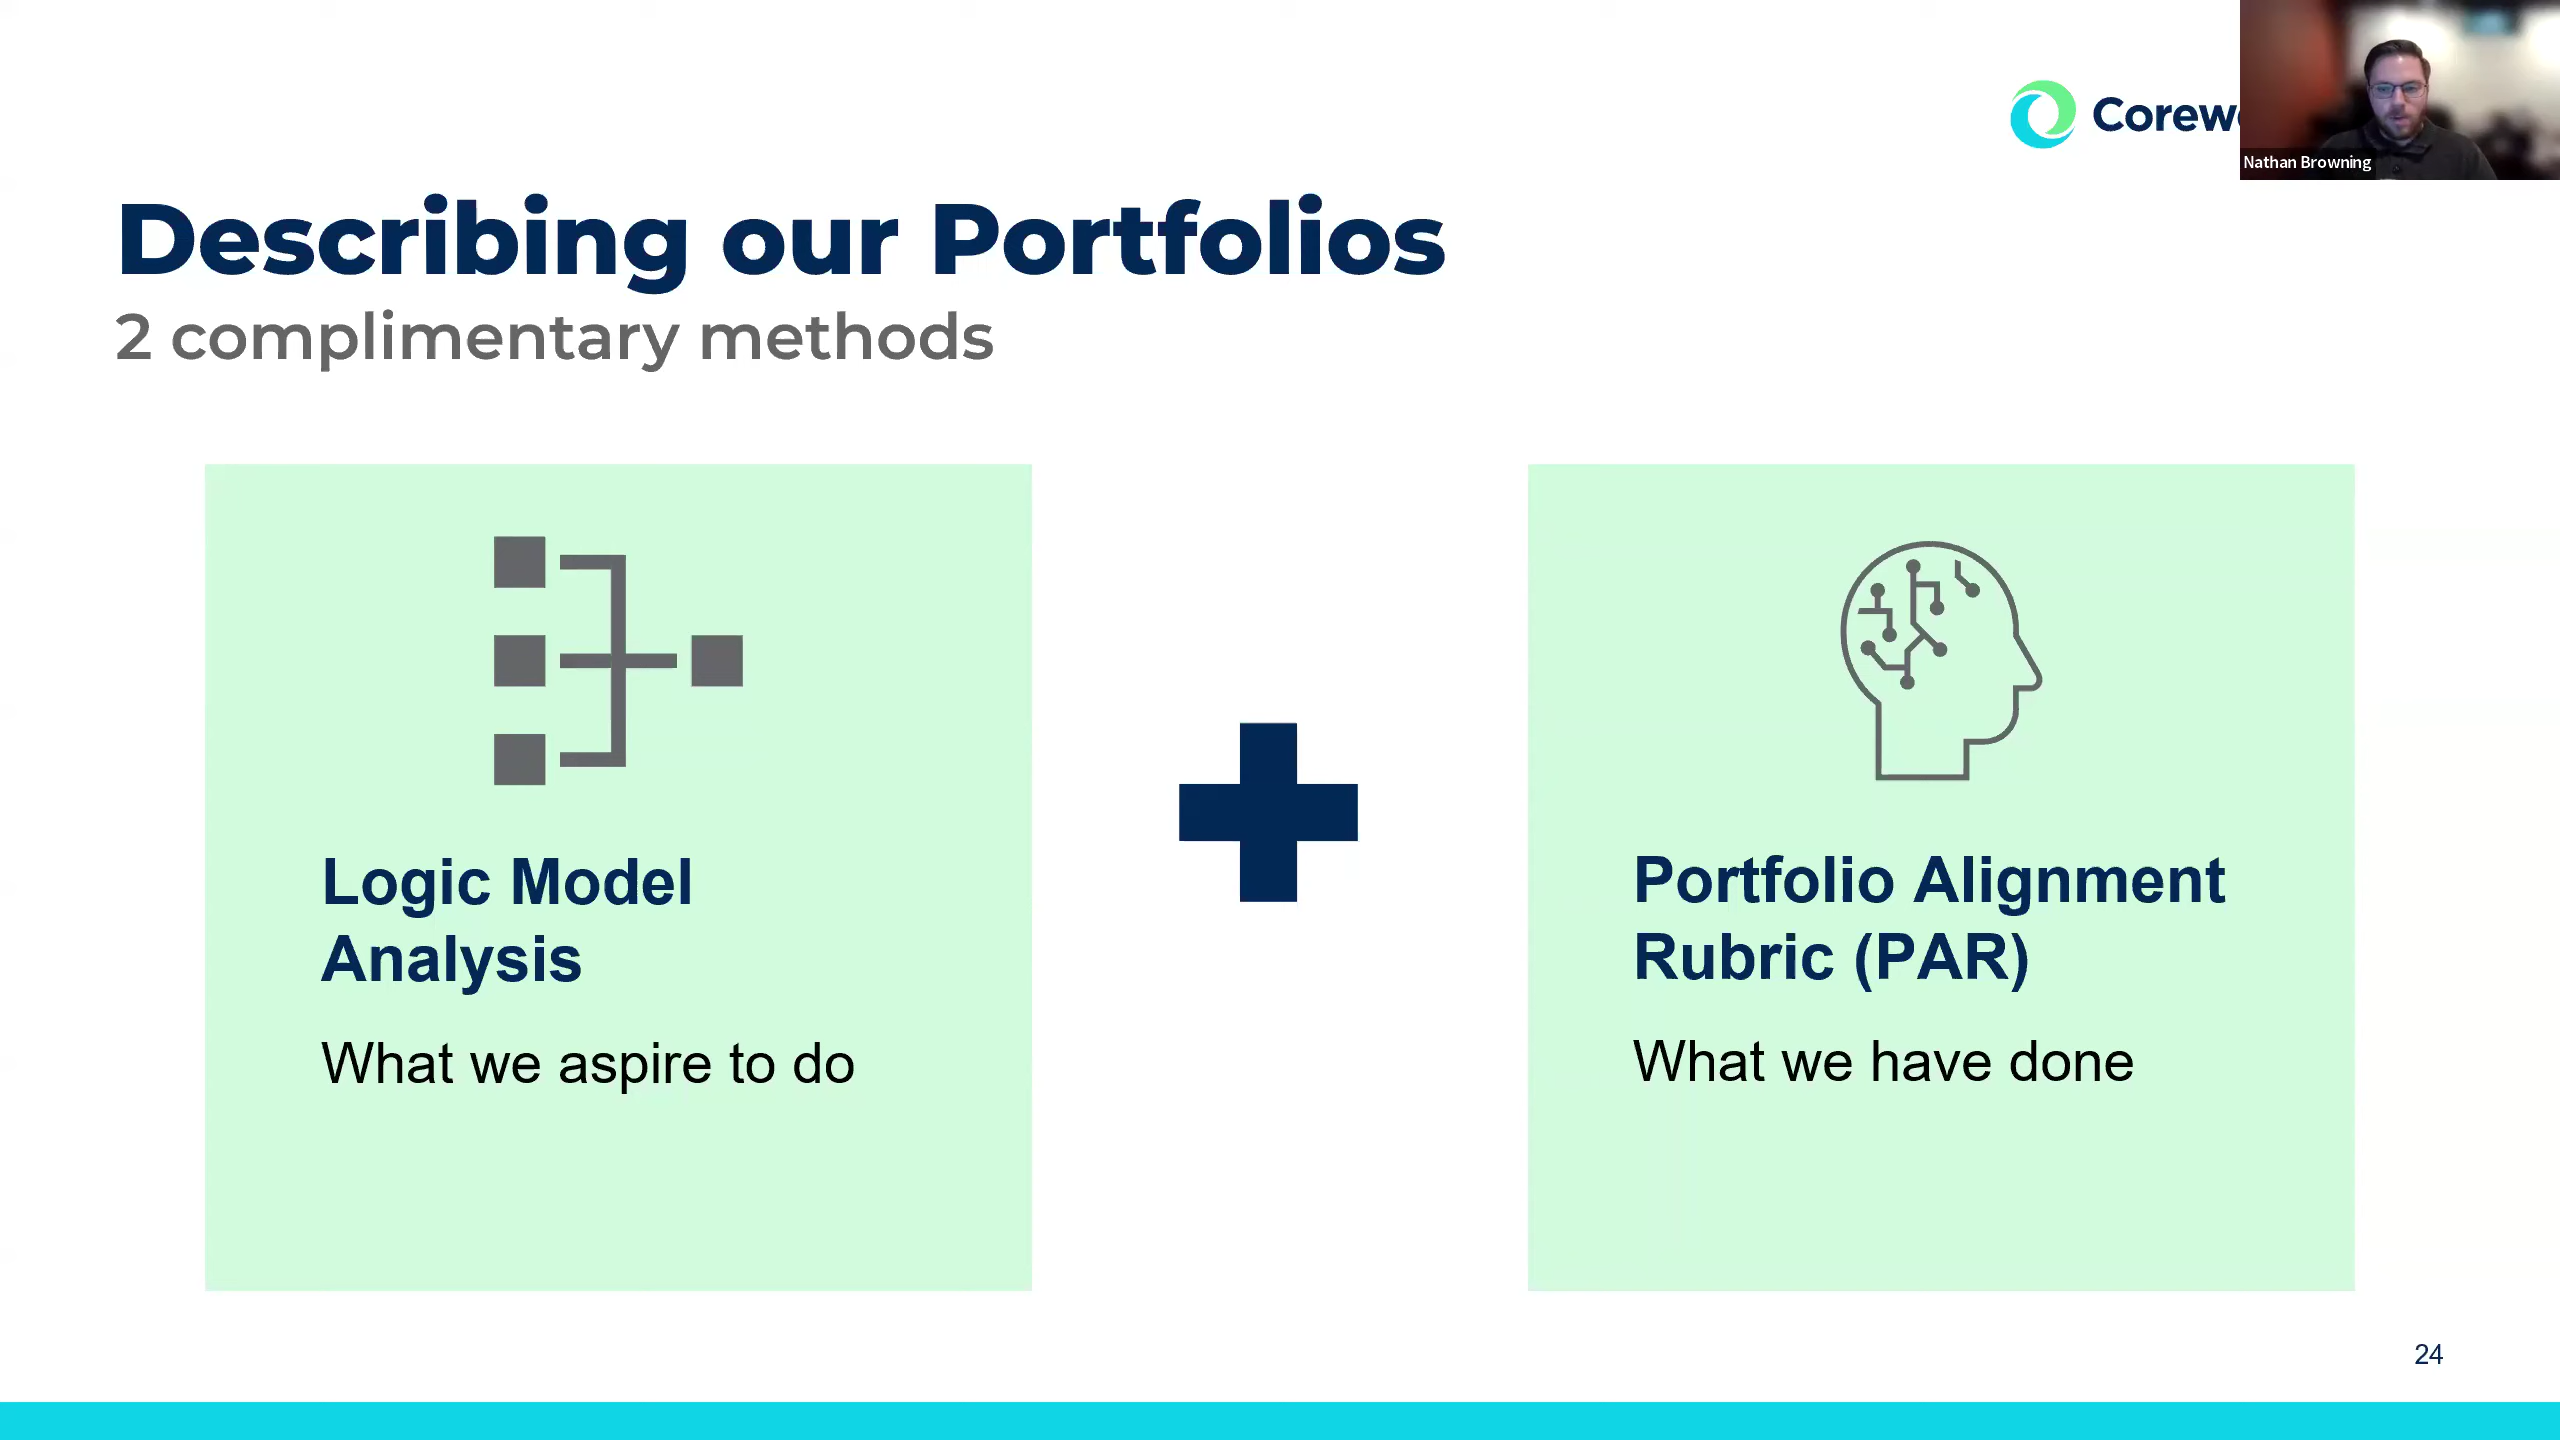 Nathan Browning
Describing our Portfolios
2 complimentary methods
Logic Model
Analysis
What we aspire to do
Portfolio Alignment
Rubric (PAR)
What we have done
24